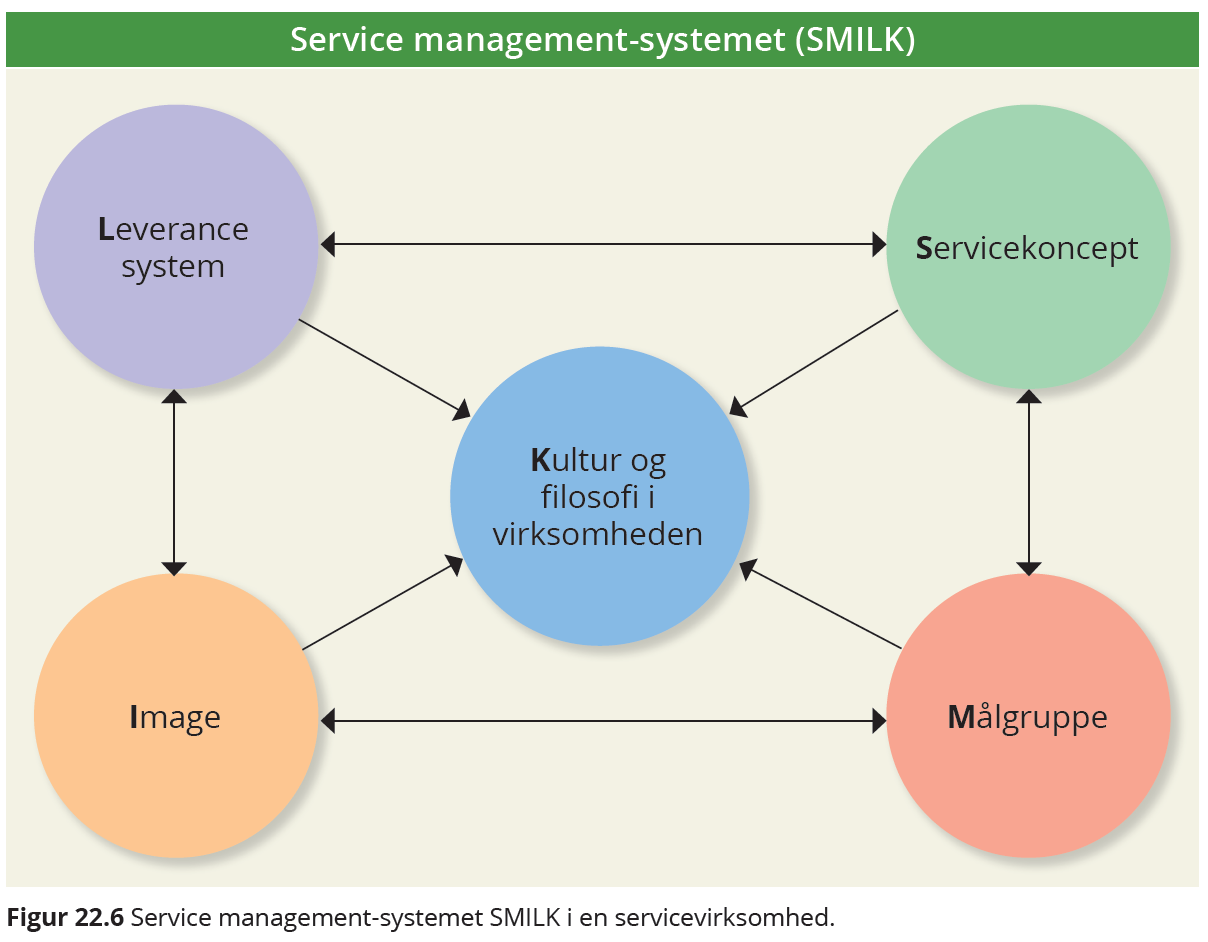 Service management-systemet (SMILK)
Leverance
system
Servicekoncept
Kultur og
filosofi i
virksomheden
Image
Målgruppe
Figur 22.6 Service management-systemet SMILK i en servicevirksomhed.